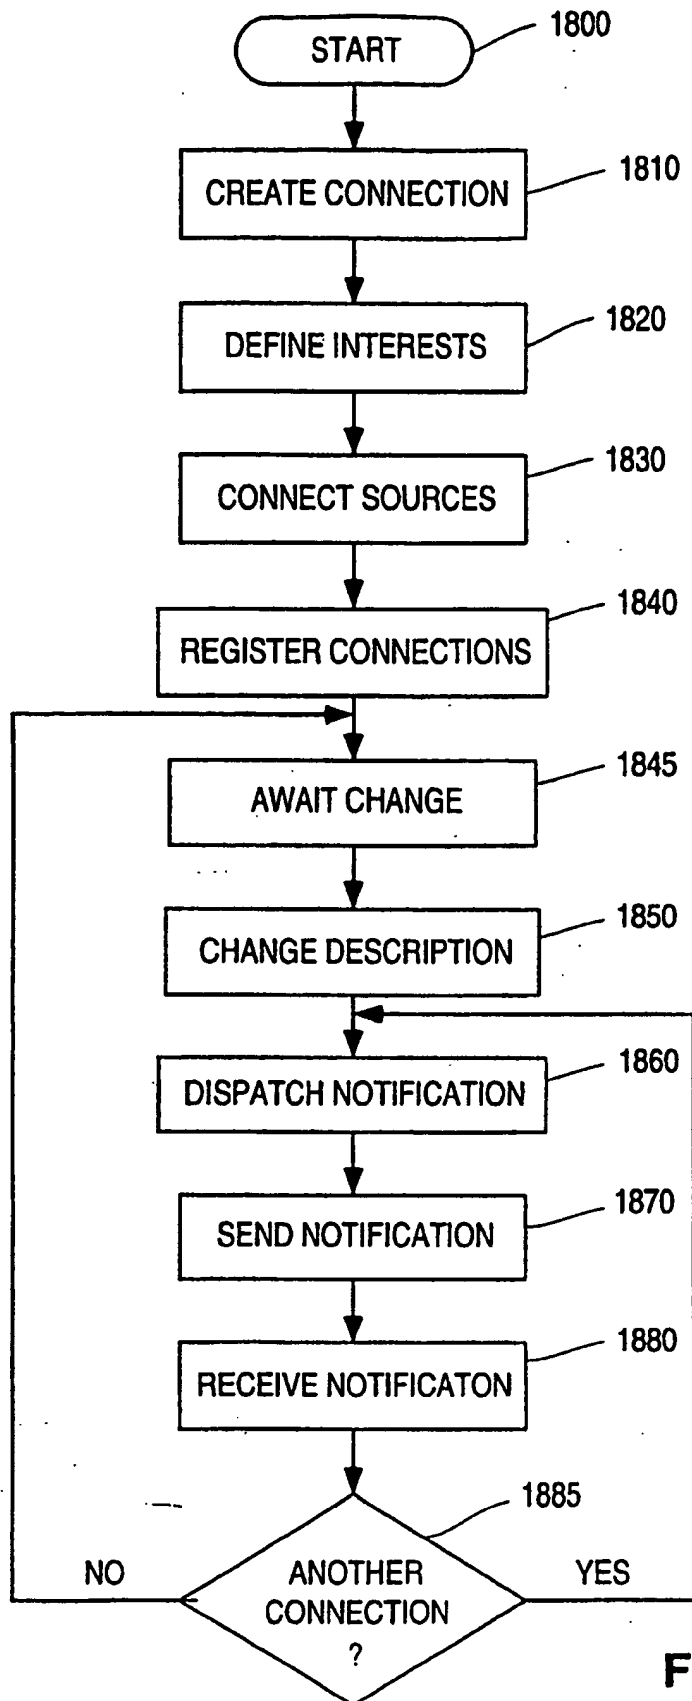 START
1800
CREATE CONNECTION
1810
DEFINE INTERESTS
1820
CONNECT SOURCES
1830
REGISTER CONNECTIONS
1840
AWAIT CHANGE
1845
CHANGE DESCRIPTION
1850
DISPATCH NOTIFICATION
1860
SEND NOTIFICATION
1870
RECEIVE NOTIFICATON
1880
1885
NO
ANOTHER
CONNECTION
?
YES
F